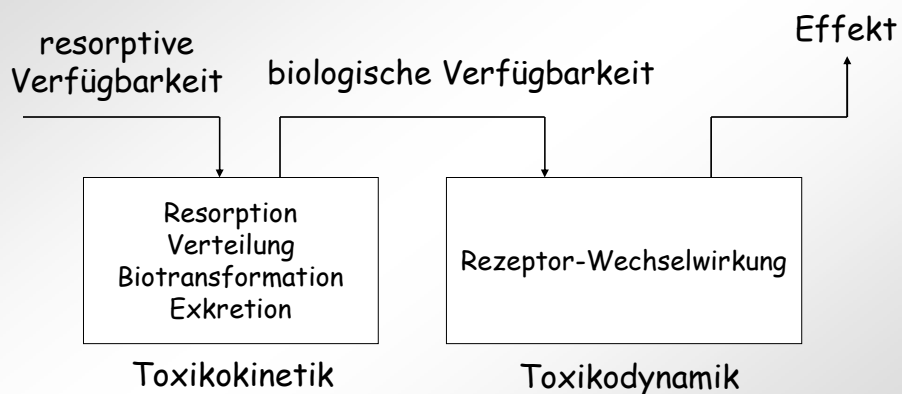 resorptive
Verfügbarkeit
biologische Verfügbarkeit
Effekt
Resorption
Verteilung
Biotransformation
Exkretion
Rezeptor-Wechselwirkung
Toxikokinetik
Toxikodynamik